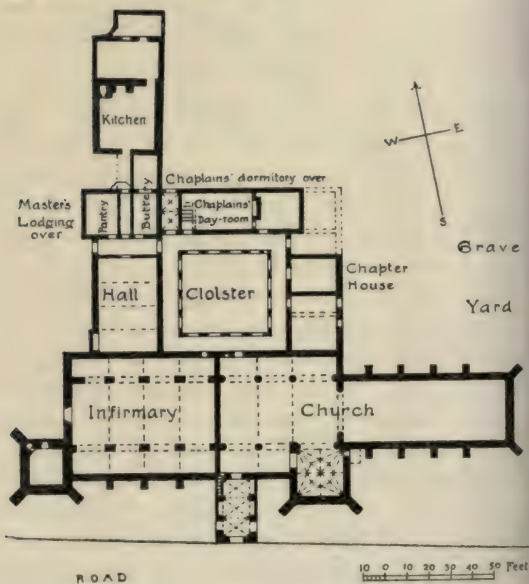 Kitchen
Chaplains' dormitory over
Master's
Lodging
over
Pantry
Buttery
Chaplains'
Day-room
W E
S
Grave
Yard
Hall
Cloister
Chapter
House
Infirmary
Church
ROAD
10 0 10 20 30 40 50 Feet